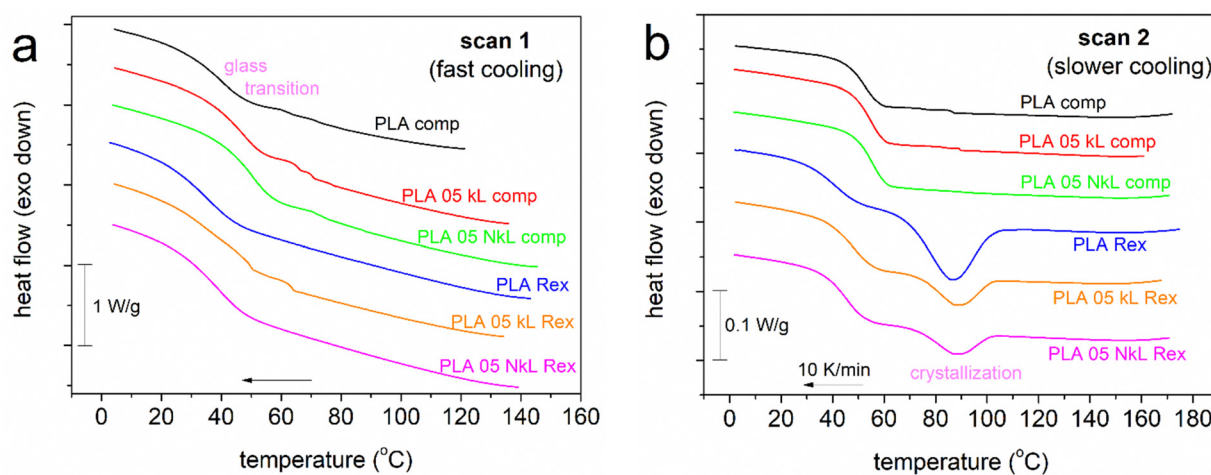 a
scan 1
(fast cooling)
glass
transition
PLA comp
PLA 05 kL comp
PLA 05 NkL comp
PLA Rex
PLA 05 kL Rex
PLA 05 NkL Rex
1 W/g
heat flow (exo down)
0 20 40 60 80 100 120 140 160
temperature (°C)
b
scan 2
(slower cooling)
PLA comp
PLA 05 kL comp
PLA 05 NkL comp
PLA Rex
PLA 05 kL Rex
PLA 05 NkL Rex
0.1 W/g
10 K/min
crystallization
heat flow (exo down)
0 20 40 60 80 100 120 140 160 180
temperature (°C)